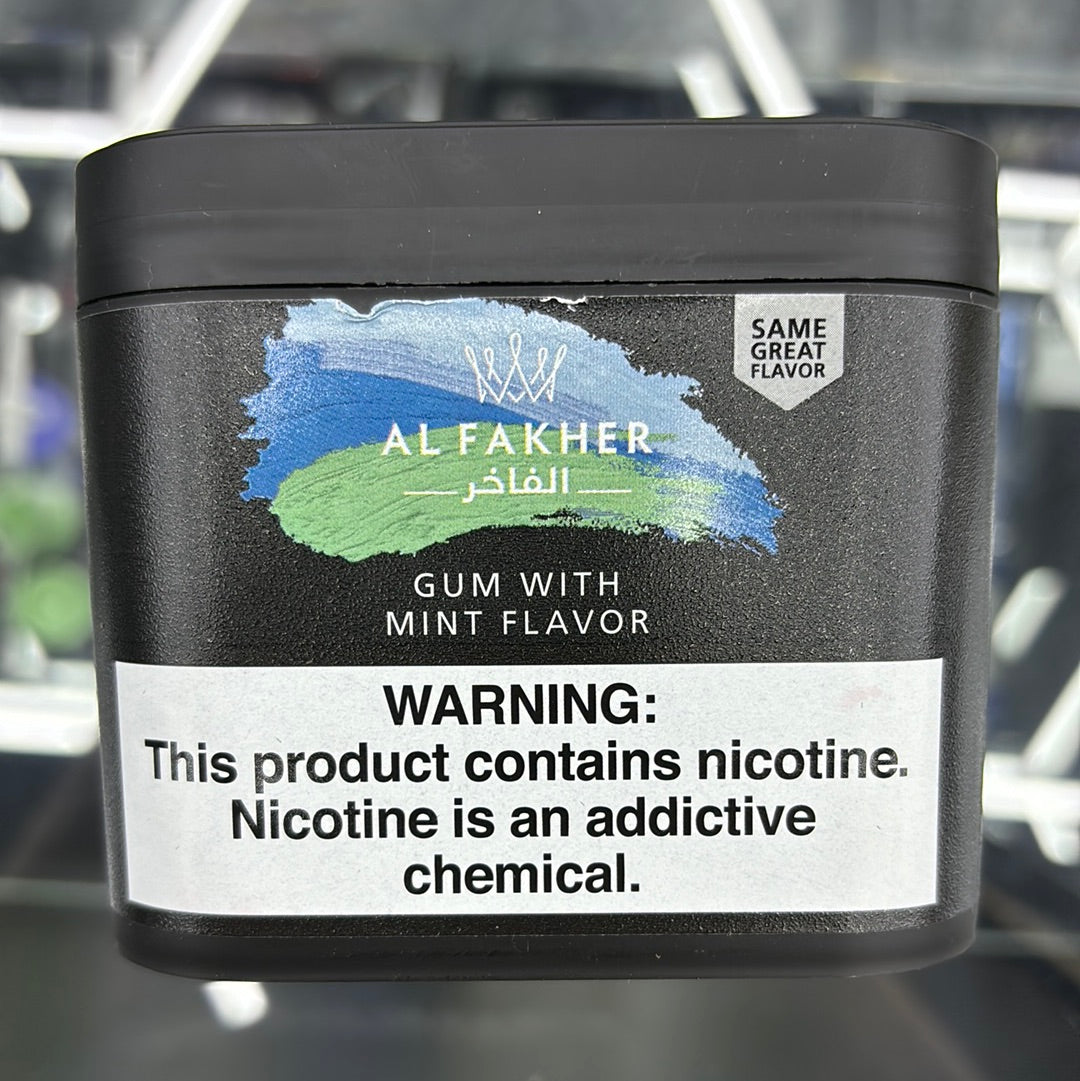 SAME
GREAT
FLAVOR
AL FAKHER
الفاخر
GUM WITH
MINT FLAVOR
WARNING:
This product contains nicotine.
Nicotine is an addictive
chemical.